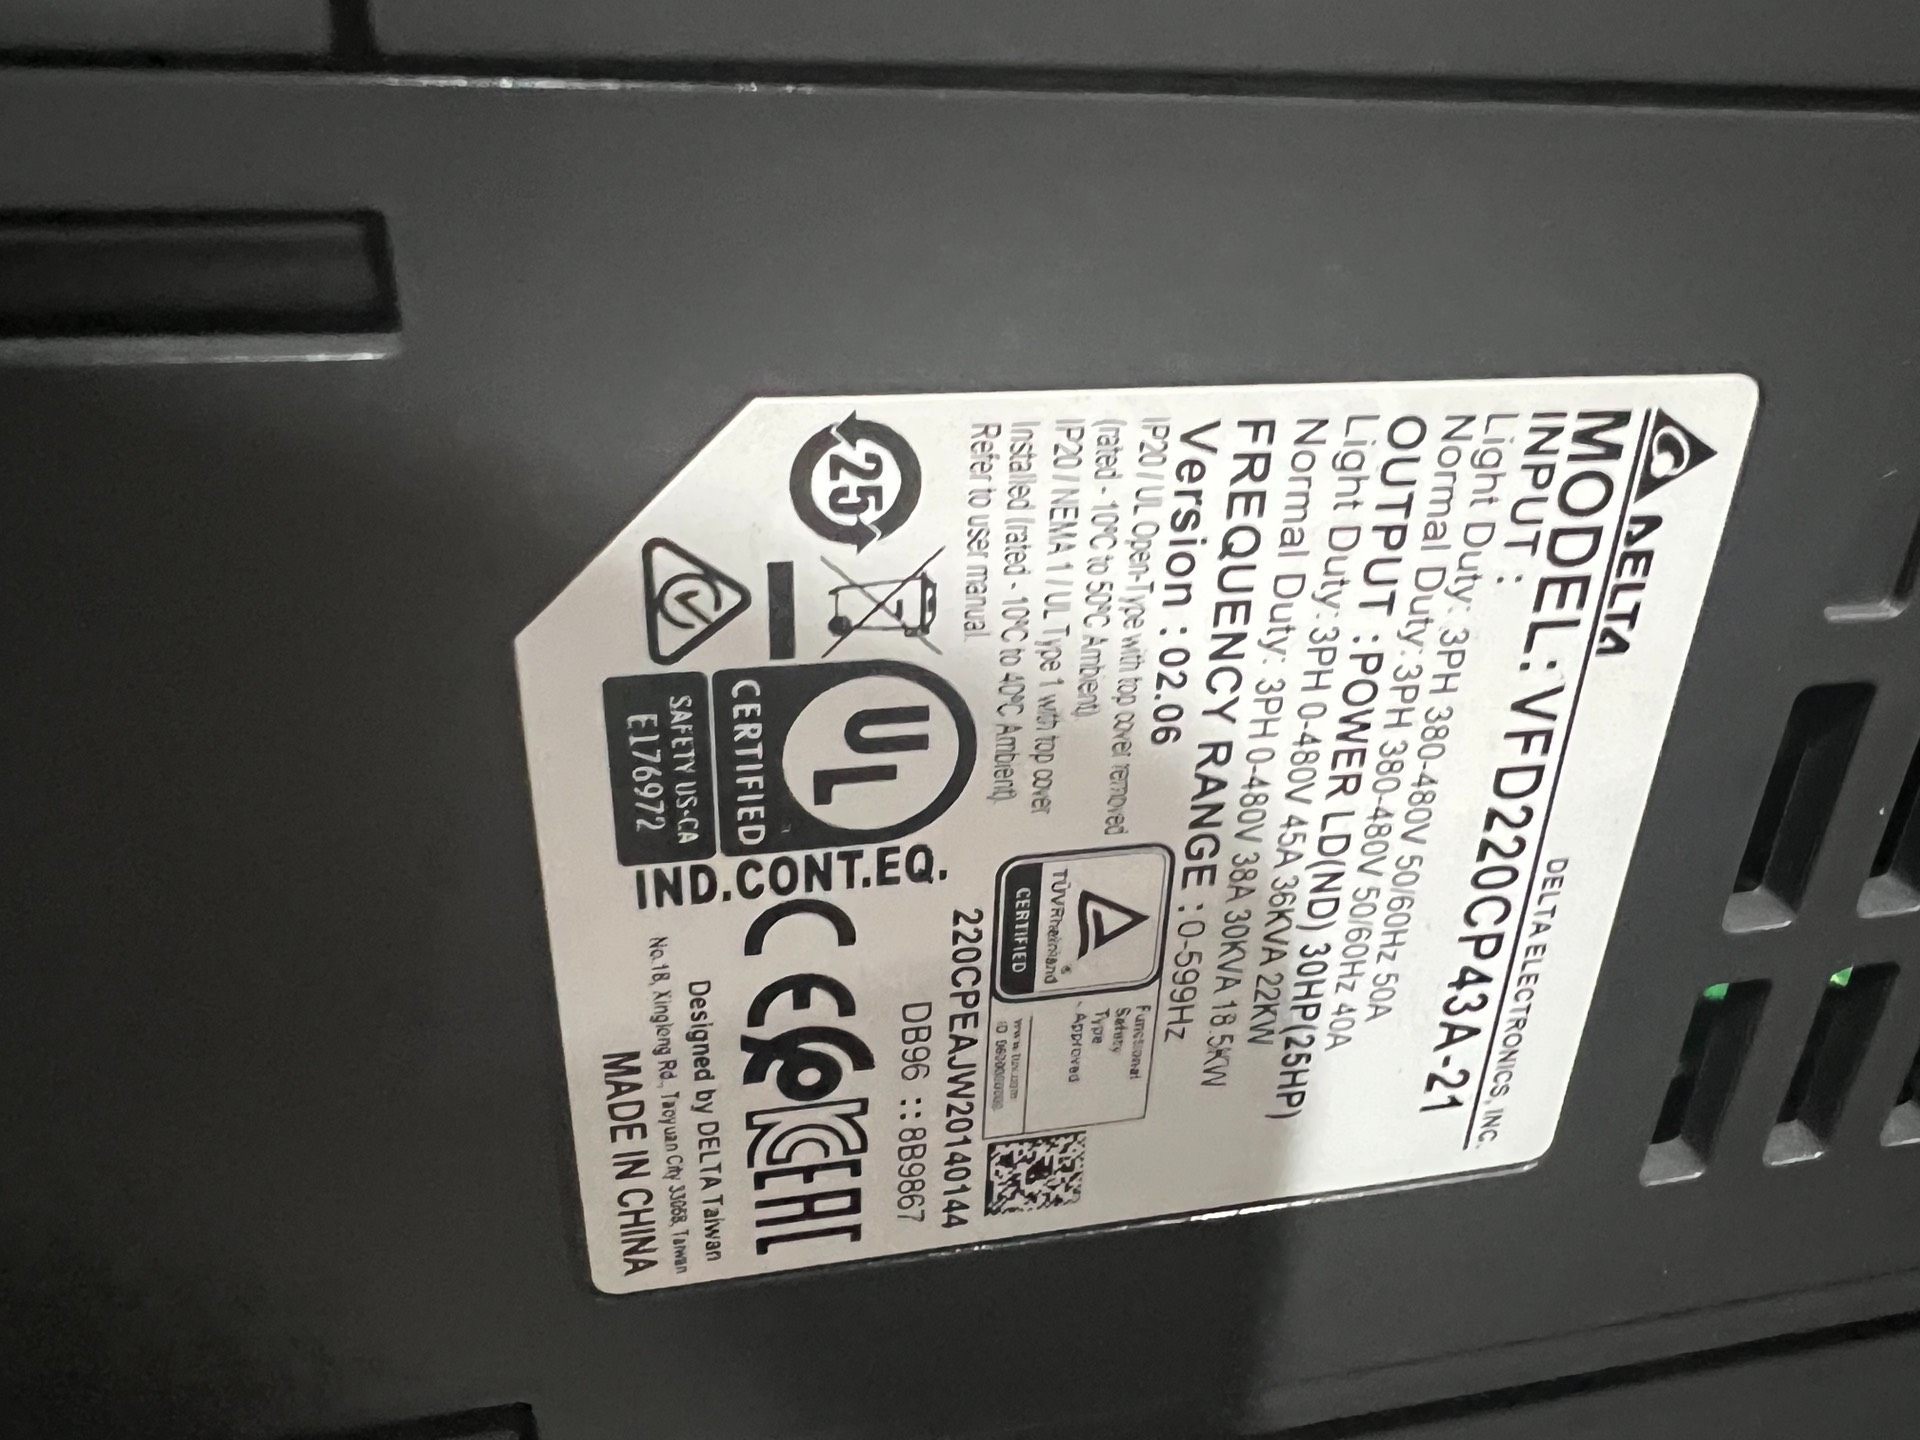 DELTA
DELTA ELECTRONICS, INC.
MODEL : VFD220CP43A-21
INPUT :
Light Duty: 3PH 380-480V 50/60Hz 50A
Normal Duty: 3PH 380-480V 50/60Hz 40A
OUTPUT : POWER LD(ND) 30HP(25HP)
Light Duty: 3PH 0-480V 45A 36KVA 22KW
Normal Duty: 3PH 0-480V 38A 30KVA 18.5KW
FREQUENCY RANGE : 0-599Hz
Version : 02.06
IP20 / UL Open-Type with top cover removed
(rated - 10°C to 50°C Ambient)
IP20 / NEMA 1 / UL Type 1 with top cover
Installed (rated - 10°C to 40°C Ambient).
Refer to user manual.
TÜVRheinland®
CERTIFIED
Functional
Safety
Type
Approved
www.tuv.com
220CPEAJW20140144
DB96 :: 8B9867
25
UL
CERTIFIED
SAFETY US-CA
E176972
IND.CONT.EQ.
CE
EAC
Designed by DELTA Taiwan
No.18, Xinglong Rd., Taoyuan City 33068, Taiwan
MADE IN CHINA